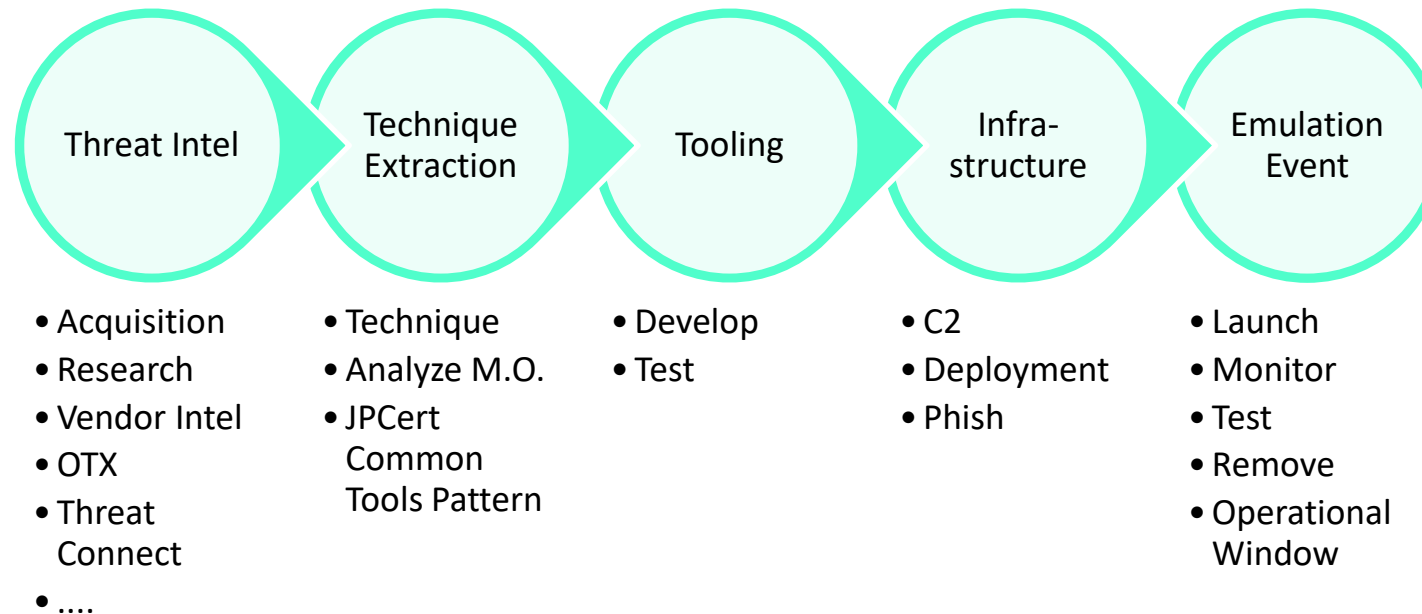 Threat Intel
Technique
Extraction
Tooling
Infra-
structure
Emulation
Event
• Acquisition
• Research
• Vendor Intel
• OTX
• Threat
Connect
• ....
• Technique
• Analyze M.O.
• JPCert
Common
Tools Pattern
• Develop
• Test
• C2
• Deployment
• Phish
• Launch
• Monitor
• Test
• Remove
• Operational
Window